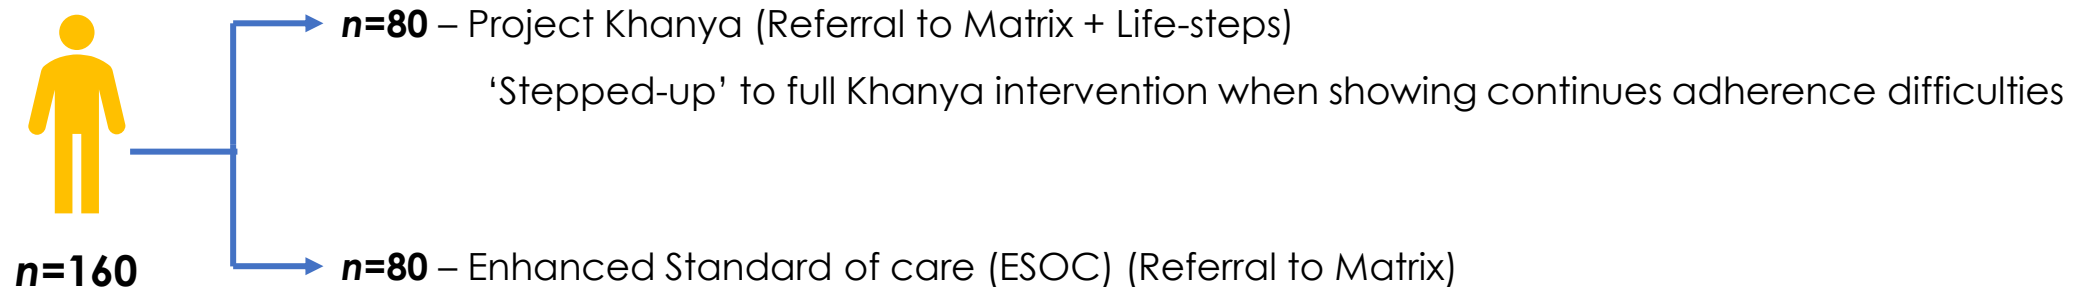 n=80 – Project Khanya (Referral to Matrix + Life-steps)
‘Stepped-up’ to full Khanya intervention when showing continues adherence difficulties
n=160
n=80 – Enhanced Standard of care (ESOC) (Referral to Matrix)